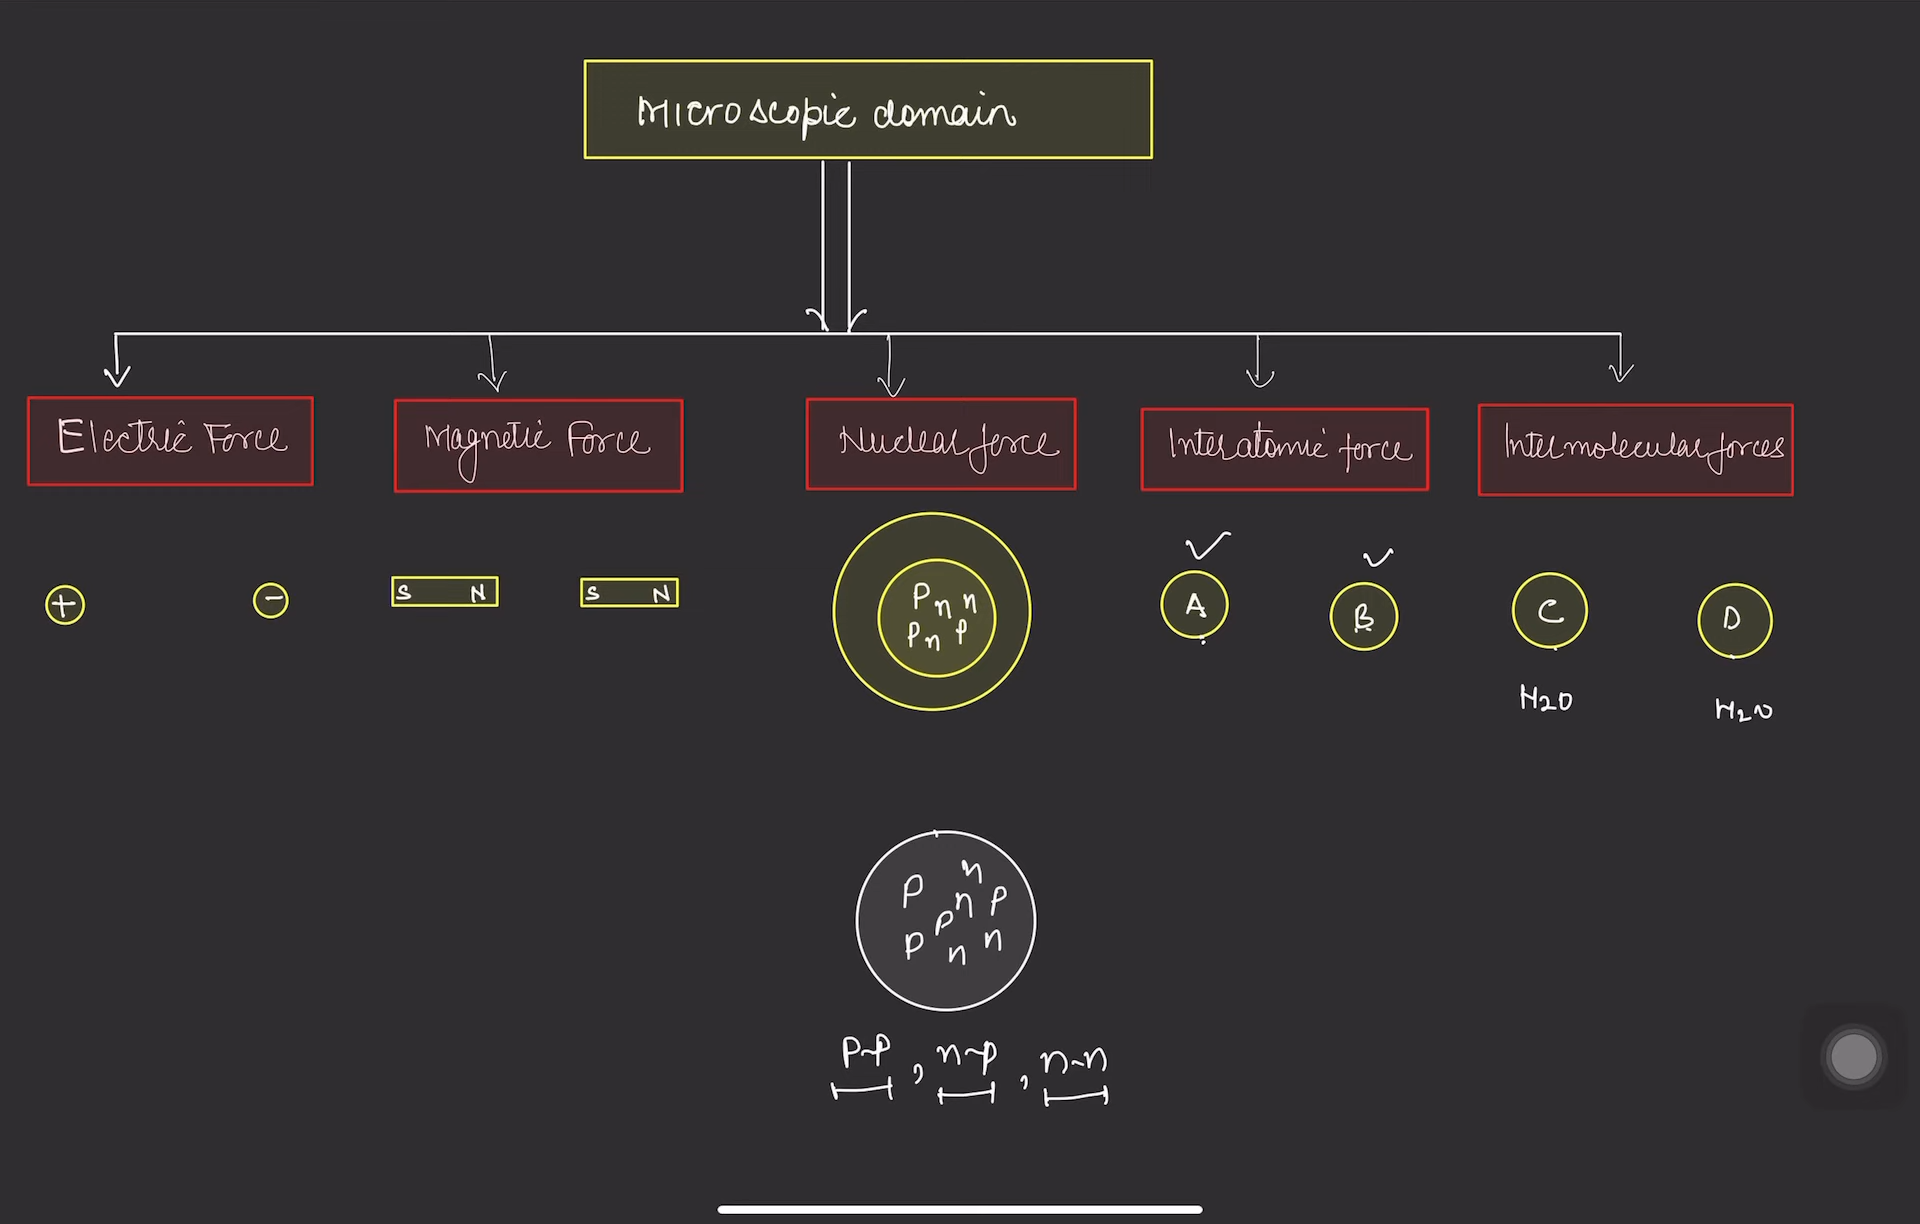 Microscopic domain
Electric Force
Magnetic Force
Nuclear force
Interatomic force
Intermolecular forces
+ −
S N S N
P n n
P n P
A B
C D
H2O H2O
P n
n P
P
P n n
P-P, n-p, n-n